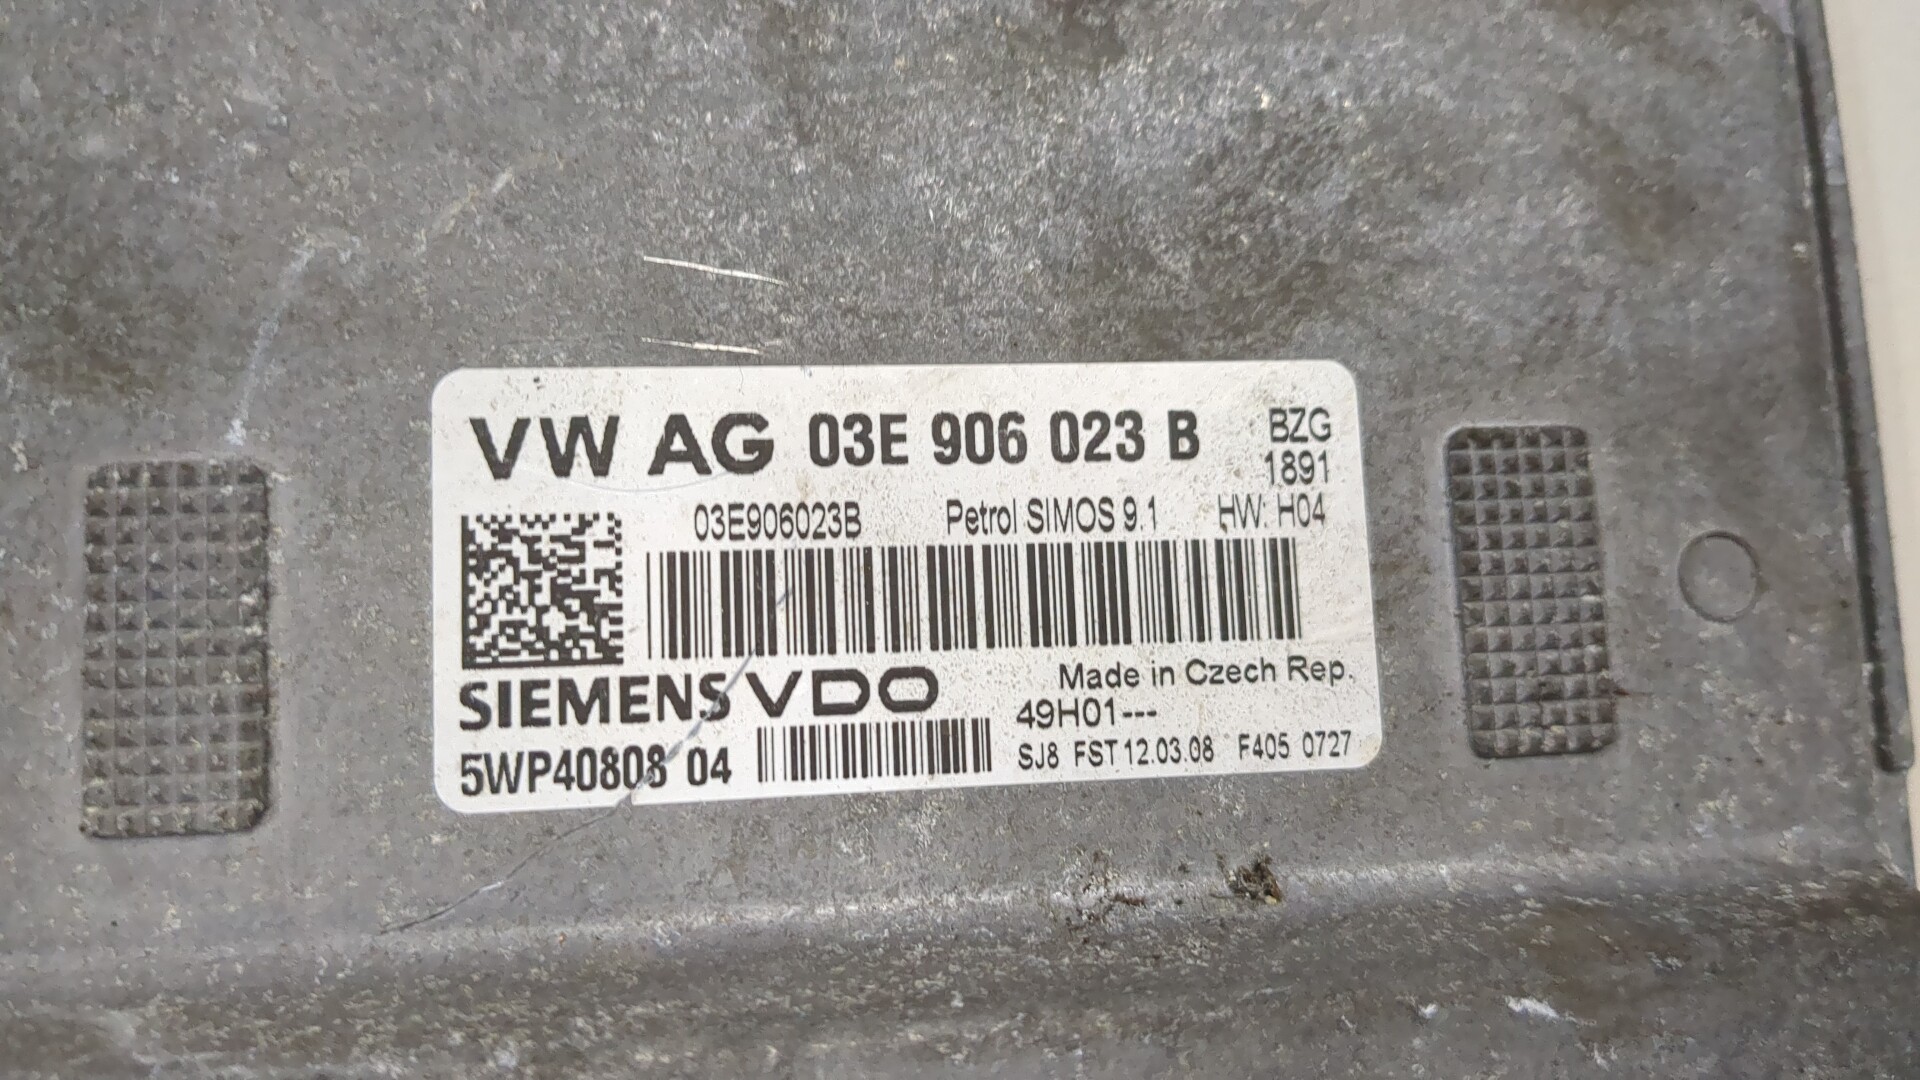 VW AG 03E 906 023 B
BZG
1891
03E906023B Petrol SIMOS 9.1 HW: H04
SIEMENS VDO
Made in Czech Rep.
49H01---
5WP40808 04
SJ8 FST 12.03.08 F405 0727